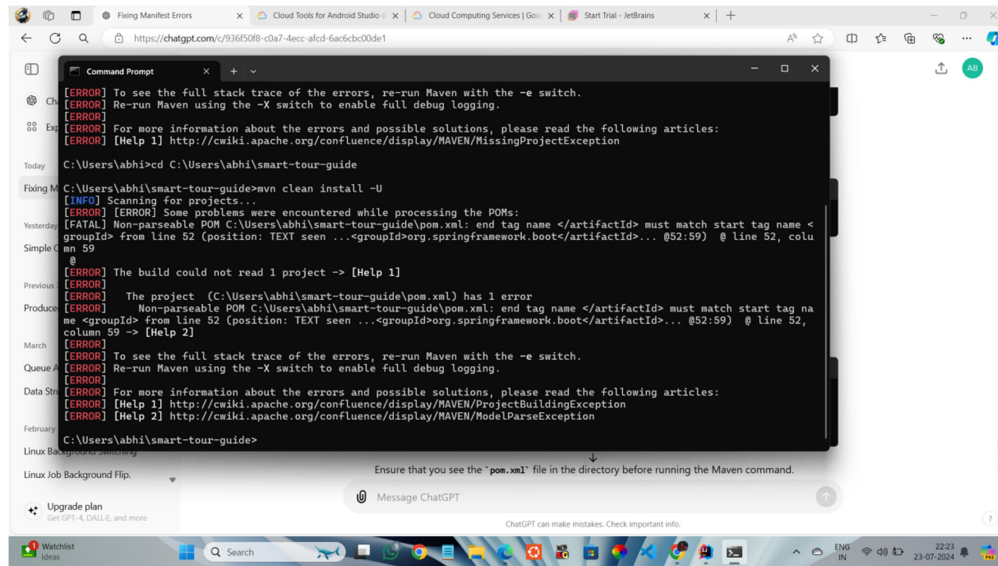 Fixing Manifest Errors
Cloud Tools for Android Studio d
Cloud Computing Services | Goo
Start Trial - JetBrains
https://chatgpt.com/c/936f50f8-c0a7-4ecc-afcd-6ac6cbc00de1
AB
Command Prompt
[ERROR] To see the full stack trace of the errors, re-run Maven with the -e switch.
[ERROR] Re-run Maven using the -X switch to enable full debug logging.
[ERROR]
[ERROR] For more information about the errors and possible solutions, please read the following articles:
[ERROR] [Help 1] http://cwiki.apache.org/confluence/display/MAVEN/MissingProjectException
C:\Users\abhi>cd C:\Users\abhi\smart-tour-guide
C:\Users\abhi\smart-tour-guide>mvn clean install -U
[INFO] Scanning for projects...
[ERROR] [ERROR] Some problems were encountered while processing the POMs:
[FATAL] Non-parseable POM C:\Users\abhi\smart-tour-guide\pom.xml: end tag name </artifactId> must match start tag name <
groupId> from line 52 (position: TEXT seen ...<groupId>org.springframework.boot</artifactId>... @52:59)  @ line 52, colu
mn 59
@
[ERROR] The build could not read 1 project -> [Help 1]
[ERROR]
[ERROR]   The project  (C:\Users\abhi\smart-tour-guide\pom.xml) has 1 error
[ERROR]     Non-parseable POM C:\Users\abhi\smart-tour-guide\pom.xml: end tag name </artifactId> must match start tag na
me <groupId> from line 52 (position: TEXT seen ...<groupId>org.springframework.boot</artifactId>... @52:59)  @ line 52,
column 59 -> [Help 2]
[ERROR]
[ERROR] To see the full stack trace of the errors, re-run Maven with the -e switch.
[ERROR] Re-run Maven using the -X switch to enable full debug logging.
[ERROR]
[ERROR] For more information about the errors and possible solutions, please read the following articles:
[ERROR] [Help 1] http://cwiki.apache.org/confluence/display/MAVEN/ProjectBuildingException
[ERROR] [Help 2] http://cwiki.apache.org/confluence/display/MAVEN/ModelParseException
C:\Users\abhi\smart-tour-guide>
Ch
Exp
Today
Fixing M
Yesterday
Simple C
Previous
Produce
March
Queue A
Data Stru
February
Linux Background Switching
Linux Job Background Flip.
Upgrade plan
Get GPT-4, DALL-E, and more
Ensure that you see the `pom.xml` file in the directory before running the Maven command.
Message ChatGPT
ChatGPT can make mistakes. Check important info.
?
1
Watchlist
Ideas
Search
ENG
IN
22:23
23-07-2024